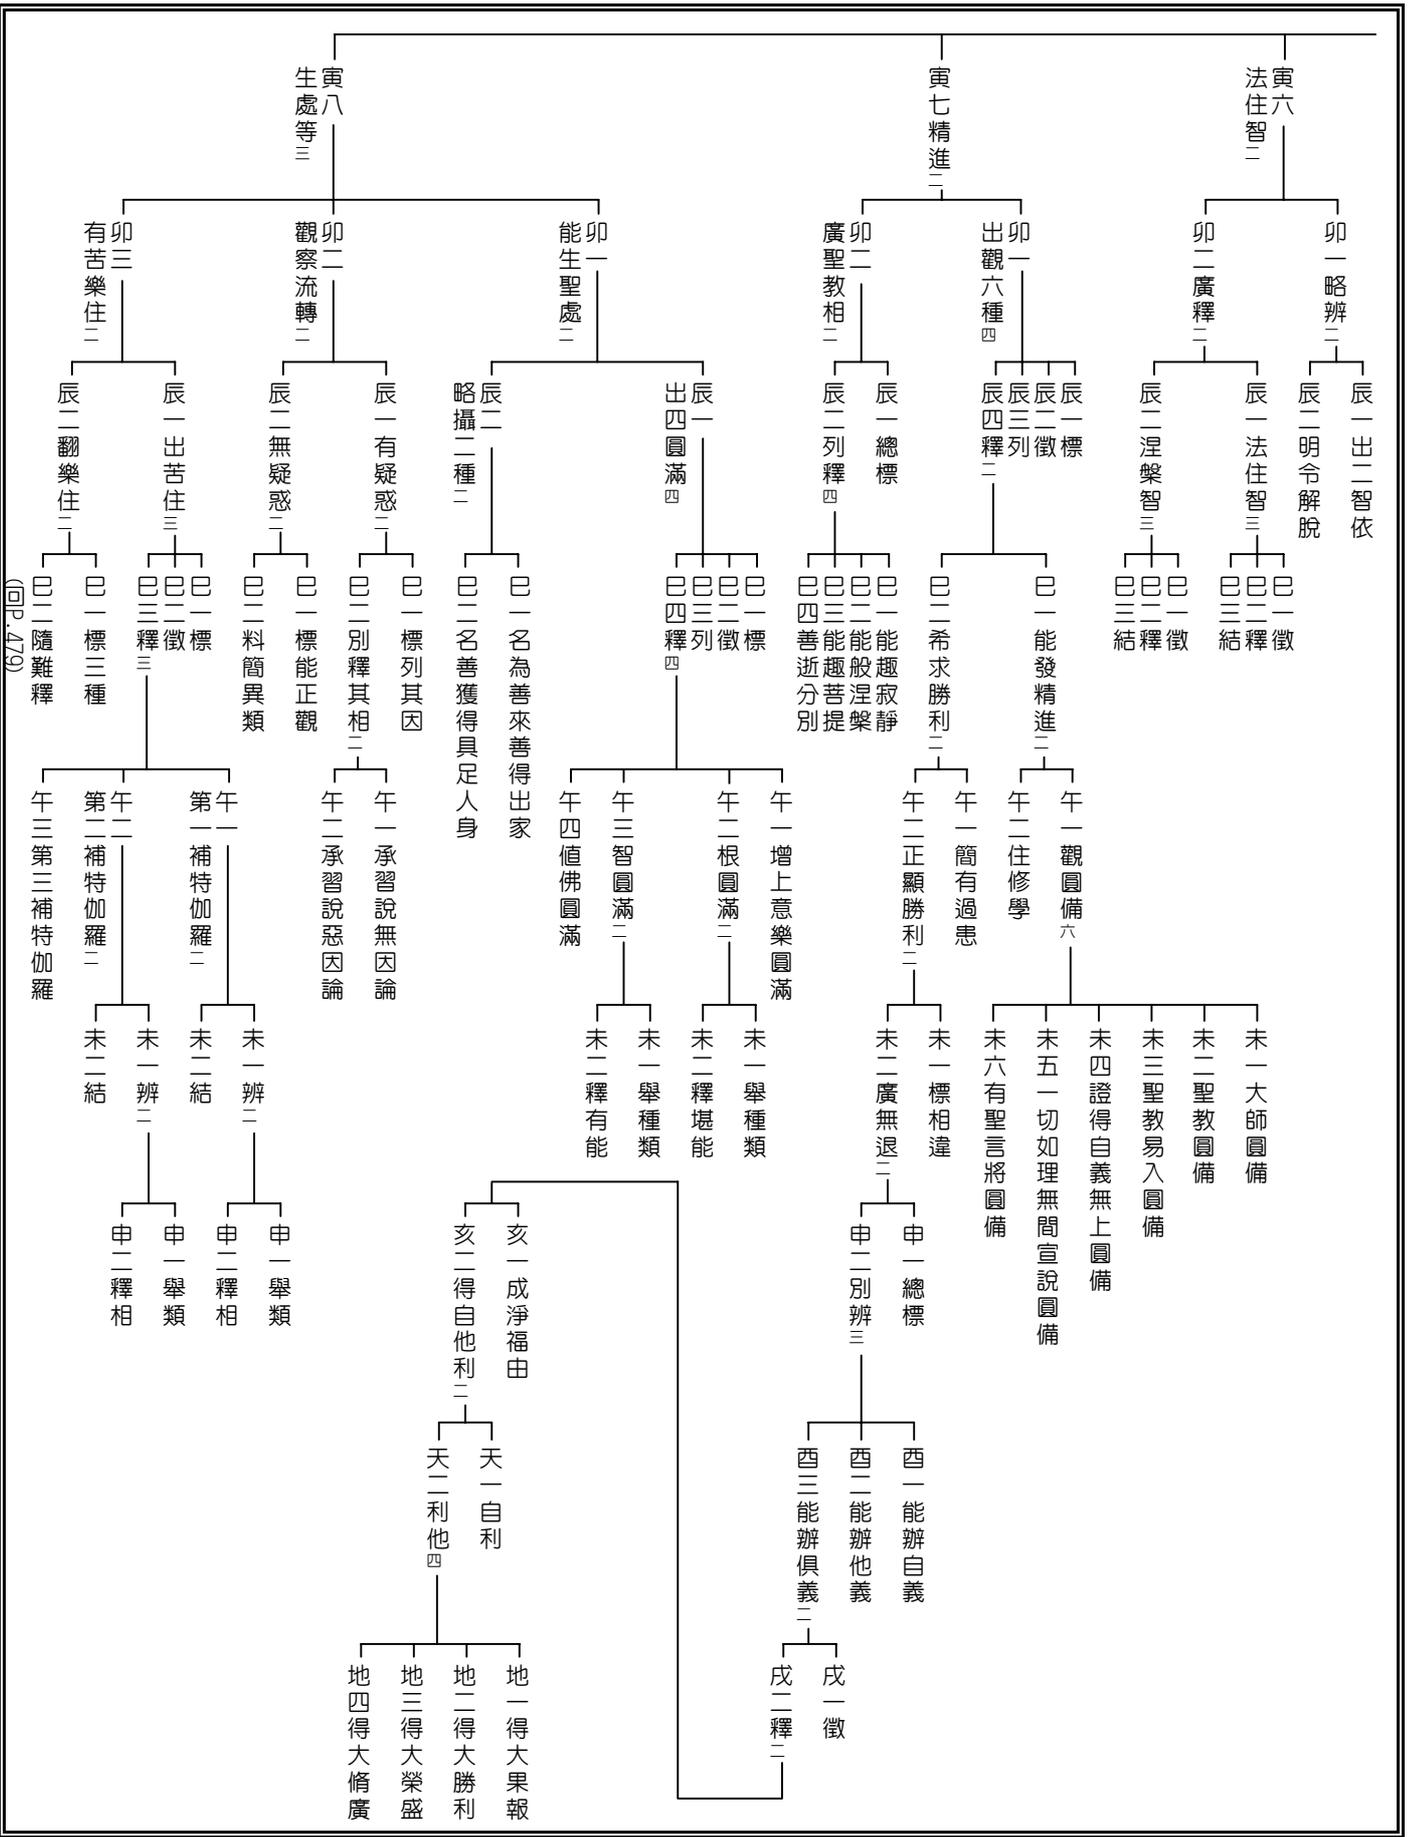 寅六
法住智二
卯一略辨二
辰一出二智依
辰二明令解脫
卯二廣釋二
辰一法住智三
巳一徵
巳二釋
巳三結
辰二涅槃智三
巳一徵
巳二釋
巳三結
寅七精進二
卯一
出觀六種四
辰一標
辰二徵
辰三列
辰四釋二
巳一能發精進二
午一觀圓備六
未一大師圓備
未二聖教圓備
未三聖教易入圓備
未四證得自義無上圓備
未五一切如理無間宣說圓備
未六有聖言將圓備
午二住修學
巳二希求勝利二
午一簡有過患
午二正顯勝利二
未一標相違
未二廣無退二
申一總標
申二別辨三
酉一能辦自義
酉二能辦他義
酉三能辦俱義二
戌一徵
戌二釋二
亥一成淨福由
亥二得自他利二
天一自利
天二利他四
地一得大果報
地二得大勝利
地三得大榮盛
地四得大脩廣
卯二
廣聖教相二
辰一總標
辰二列釋四
巳一能趣寂靜
巳二能般涅槃
巳三能趣菩提
巳四善逝分別
寅八
生處等三
卯一
能生聖處二
辰一
出四圓滿四
巳一標
巳二徵
巳三列
巳四釋四
午一增上意樂圓滿
午二根圓滿二
未一舉種類
未二釋堪能
午三智圓滿二
未一舉種類
未二釋有能
午四值佛圓滿
辰二
略攝二種二
巳一名為善來善得出家
巳二名善獲得具足人身
卯二
觀察流轉二
辰一有疑惑二
巳一標列其因
巳二別釋其相二
午一承習說無因論
午二承習說惡因論
辰二無疑惑二
巳一標能正觀
巳二料簡異類
卯三
有苦樂住二
辰一出苦住三
巳一標
巳二徵
巳三釋三
午一
第一補特伽羅二
未一辨二
申一舉類
申二釋相
未二結
午二
第二補特伽羅二
未一辨二
申一舉類
申二釋相
未二結
午三第三補特伽羅
辰二翻樂住二
巳一標三種
巳二隨難釋
(回P.479)